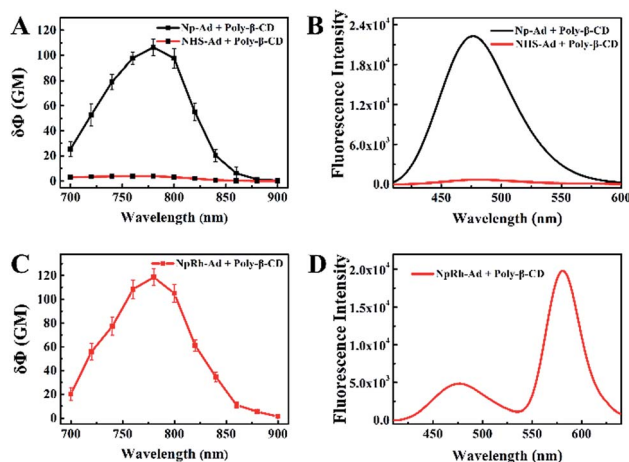 A
Np-Ad + Poly-β-CD
NHS-Ad + Poly-β-CD
δΦ (GM)
120
100
80
60
40
20
0
700 750 800 850 900
Wavelength (nm)
B
Np-Ad + Poly-β-CD
NHS-Ad + Poly-β-CD
Fluorescence Intensity
2.4x10⁴
1.8x10⁴
1.2x10⁴
6.0x10³
0.0
450 500 550 600
Wavelength (nm)
C
NpRh-Ad + Poly-β-CD
δΦ (GM)
120
100
80
60
40
20
0
700 750 800 850 900
Wavelength (nm)
D
NpRh-Ad + Poly-β-CD
Fluorescence Intensity
2.0x10⁴
1.5x10⁴
1.0x10⁴
5.0x10³
0.0
450 500 550 600
Wavelength (nm)